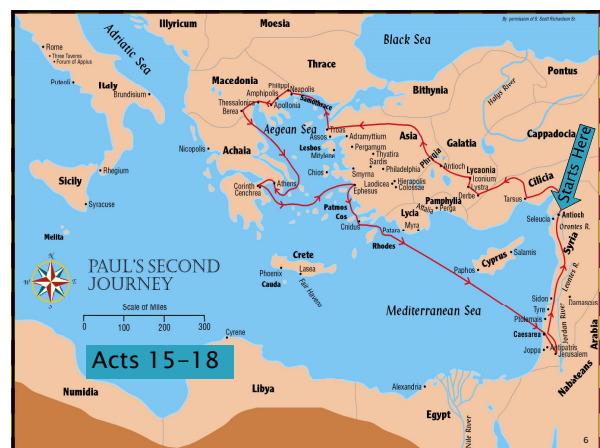 By permission of S. Scott Richardson Sr.
Illyricum
Moesia
Black Sea
Adriatic Sea
Rome
Three Taverns
Forum of Appius
Puteoli
Italy
Brundisium
Thrace
Macedonia
Philippi
Neapolis
Amphipolis
Thessalonica
Apollonia
Berea
Samothrace
Bithynia
Pontus
Halys River
Aegean Sea
Troas
Assos
Adramyttium
Asia
Galatia
Cappadocia
Nicopolis
Achaia
Lesbos
Mitylene
Pergamum
Thyatira
Sardis
Phrygia
Antioch
Lycaonia
Iconium
Lystra
Derbe
Cilicia
Tarsus
Starts Here
Rhegium
Sicily
Syracuse
Chios
Smyrna
Philadelphia
Hierapolis
Laodicea
Colossae
Ephesus
Pamphylia
Attalia
Perga
Corinth
Cenchrea
Athens
Patmos
Cos
Cnidus
Lycia
Patara
Myra
Seleucia
Antioch
Orontes R.
Syria
Leontes R.
Melita
Rhodes
Cyprus
Salamis
Paphos
Crete
Phoenix
Lasea
Cauda
Fair Havens
N
W
E
S
PAUL'S SECOND
JOURNEY
Scale of Miles
0
100
200
300
Mediterranean Sea
Sidon
Damascus
Tyre
Ptolemais
Caesarea
Jordan River
Antipatris
Joppa
Jerusalem
Arabia
Nabateans
Cyrene
Acts 15-18
Numidia
Libya
Alexandria
Egypt
Nile River
6